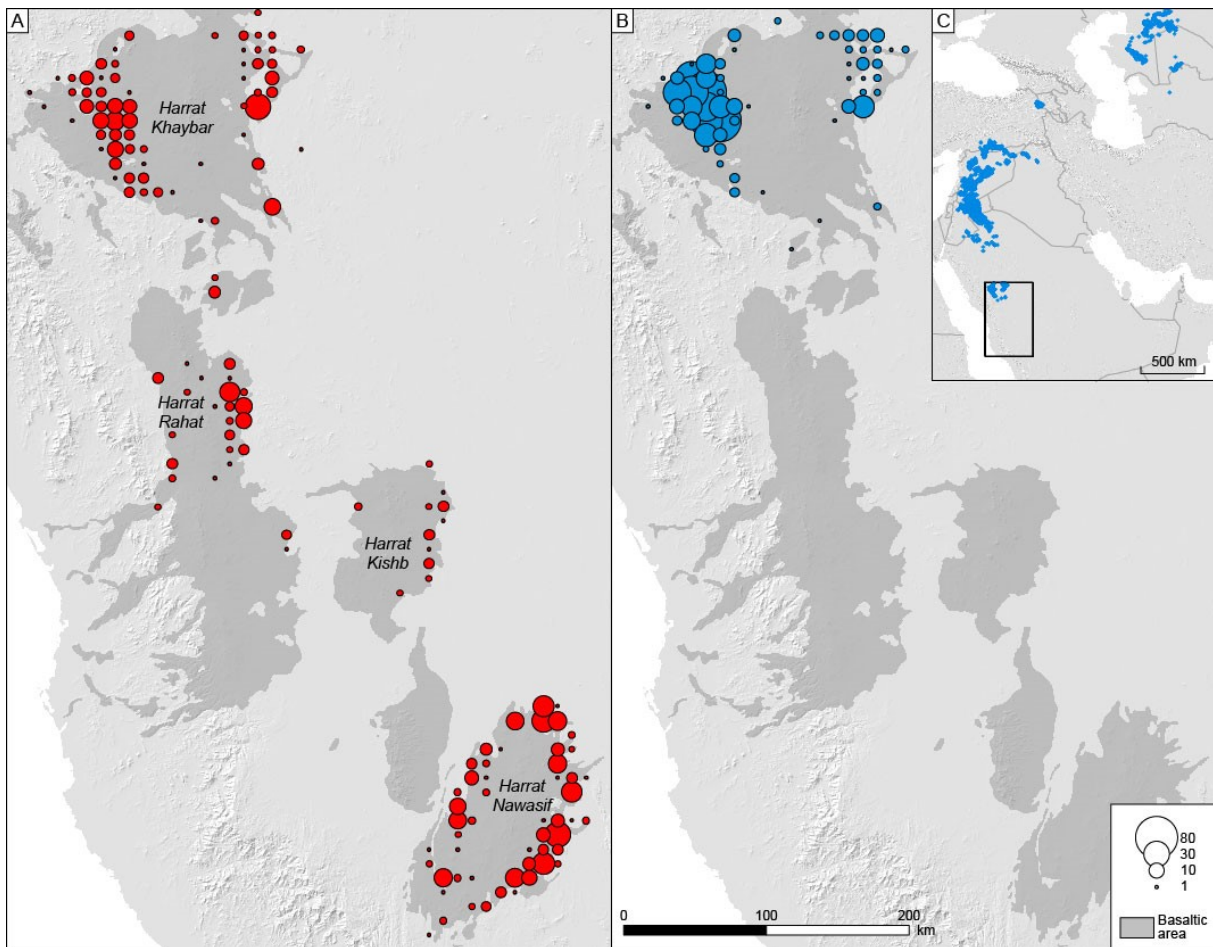 A
Harrat
Khaybar
Harrat
Rahat
Harrat
Kishb
Harrat
Nawasif
B
C
500 km
80
30
10
1
Basaltic
area
0
100
200
km